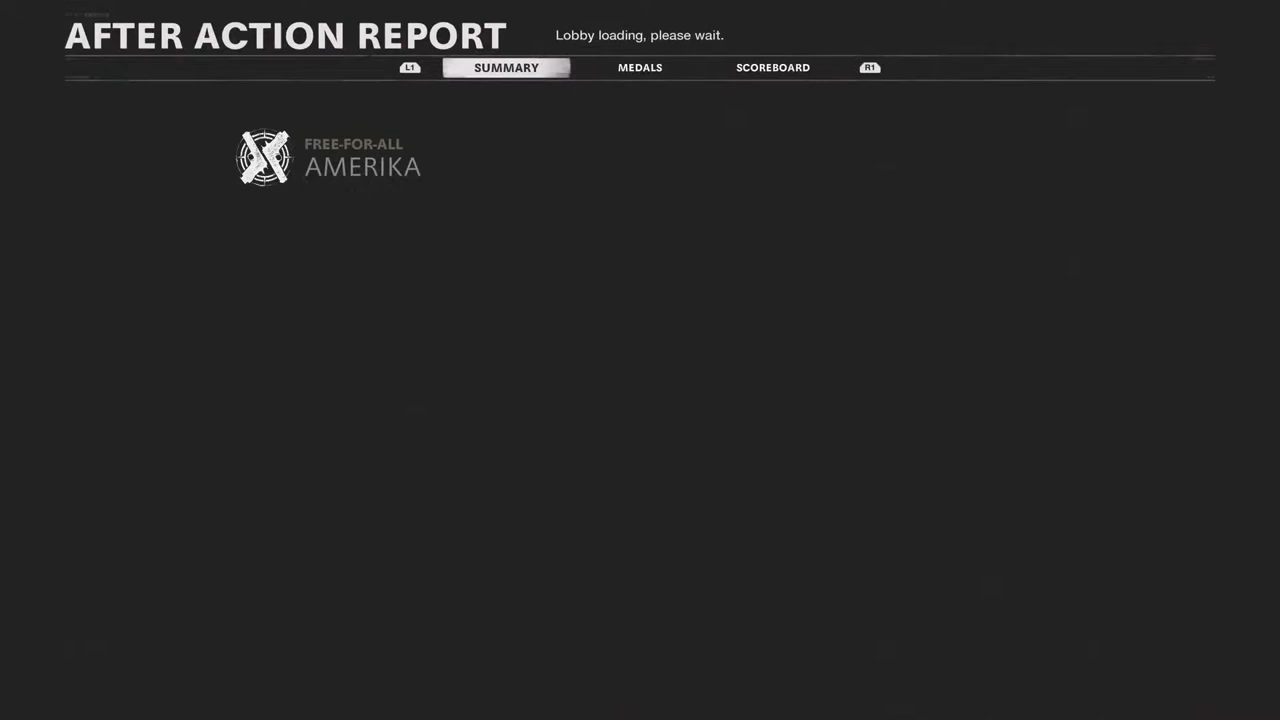 AFTER ACTION REPORT
Lobby loading, please wait.
L1 SUMMARY MEDALS SCOREBOARD R1
FREE-FOR-ALL
AMERIKA